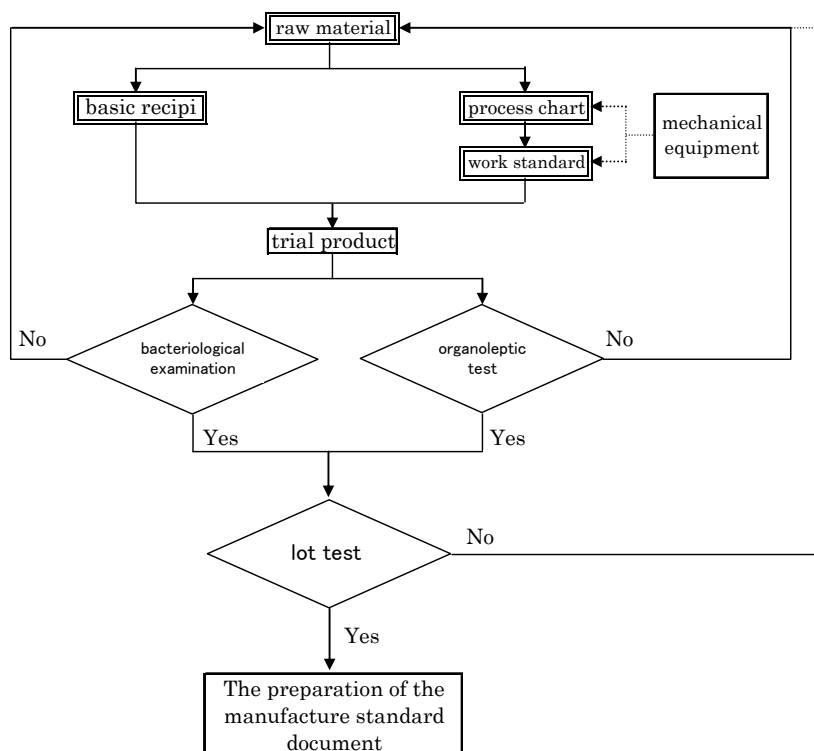 raw material
basic recipi
process chart
mechanical
equipment
work standard
trial product
No
bacteriological
examination
organoleptic
test
No
Yes
Yes
lot test
No
Yes
The preparation of the
manufacture standard
document